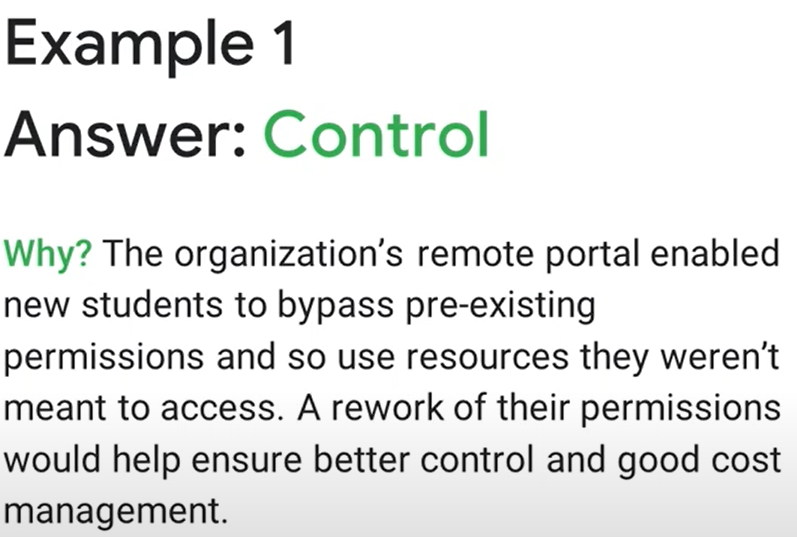 Example 1
Answer: Control
Why? The organization's remote portal enabled
new students to bypass pre-existing
permissions and so use resources they weren't
meant to access. A rework of their permissions
would help ensure better control and good cost
management.